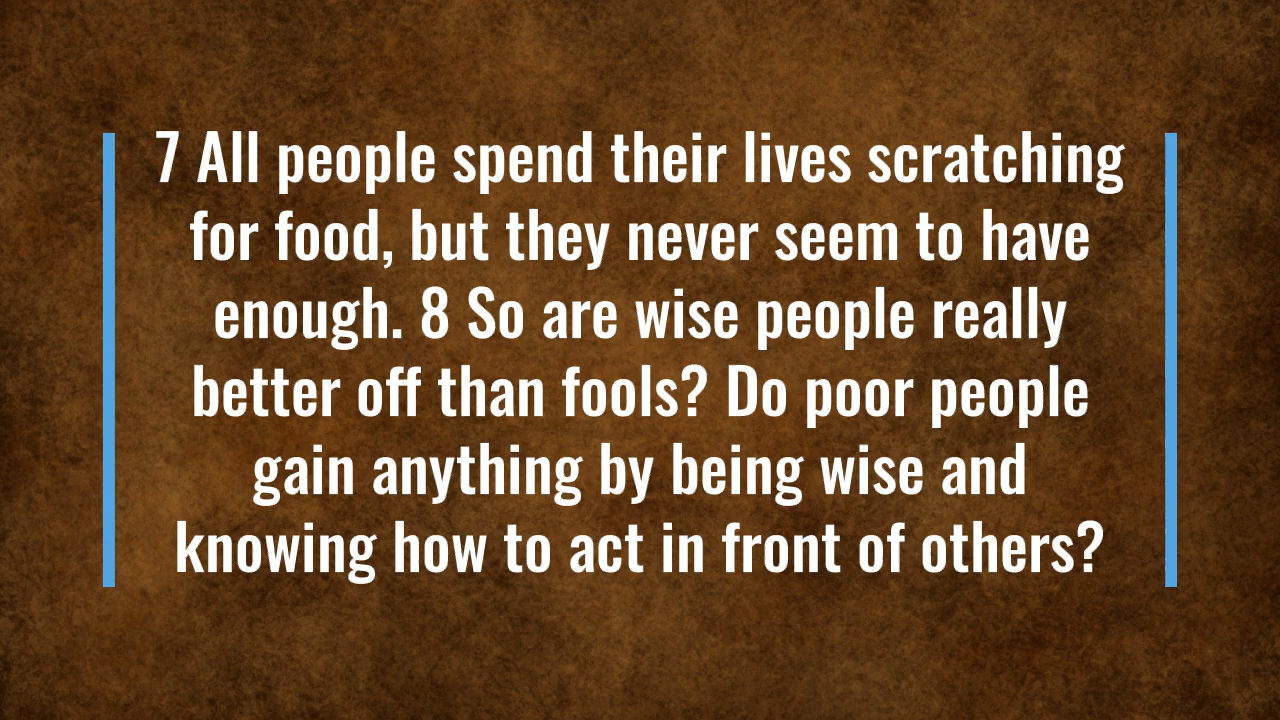 7 All people spend their lives scratching
for food, but they never seem to have
enough. 8 So are wise people really
better off than fools? Do poor people
gain anything by being wise and
knowing how to act in front of others?